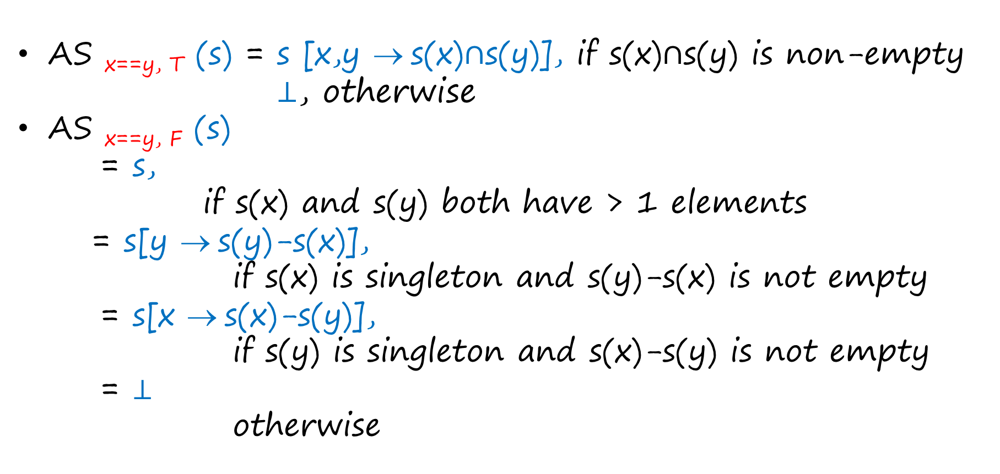 • AS x==y, T (s) = s [x,y → s(x)∩s(y)], if s(x)∩s(y) is non-empty
⊥, otherwise
• AS x==y, F (s)
= s,
if s(x) and s(y) both have > 1 elements
= s[y → s(y)-s(x)],
if s(x) is singleton and s(y)-s(x) is not empty
= s[x → s(x)-s(y)],
if s(y) is singleton and s(x)-s(y) is not empty
= ⊥
otherwise